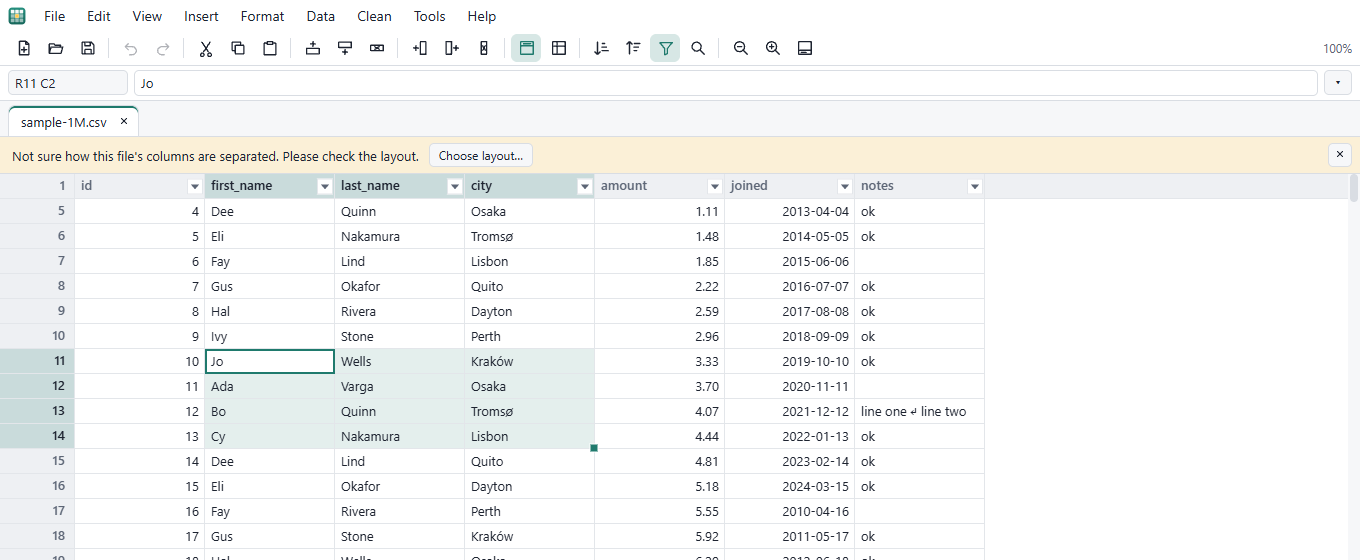 File Edit View Insert Format Data Clean Tools Help
100%
R11 C2 Jo
sample-1M.csv ×
Not sure how this file's columns are separated. Please check the layout. Choose layout... ×
1 id first_name last_name city amount joined notes
5 4 Dee Quinn Osaka 1.11 2013-04-04 ok
6 5 Eli Nakamura Tromsø 1.48 2014-05-05 ok
7 6 Fay Lind Lisbon 1.85 2015-06-06
8 7 Gus Okafor Quito 2.22 2016-07-07 ok
9 8 Hal Rivera Dayton 2.59 2017-08-08 ok
10 9 Ivy Stone Perth 2.96 2018-09-09 ok
11 10 Jo Wells Kraków 3.33 2019-10-10 ok
12 11 Ada Varga Osaka 3.70 2020-11-11
13 12 Bo Quinn Tromsø 4.07 2021-12-12 line one ↵ line two
14 13 Cy Nakamura Lisbon 4.44 2022-01-13 ok
15 14 Dee Lind Quito 4.81 2023-02-14 ok
16 15 Eli Okafor Dayton 5.18 2024-03-15 ok
17 16 Fay Rivera Perth 5.55 2010-04-16
18 17 Gus Stone Kraków 5.92 2011-05-17 ok